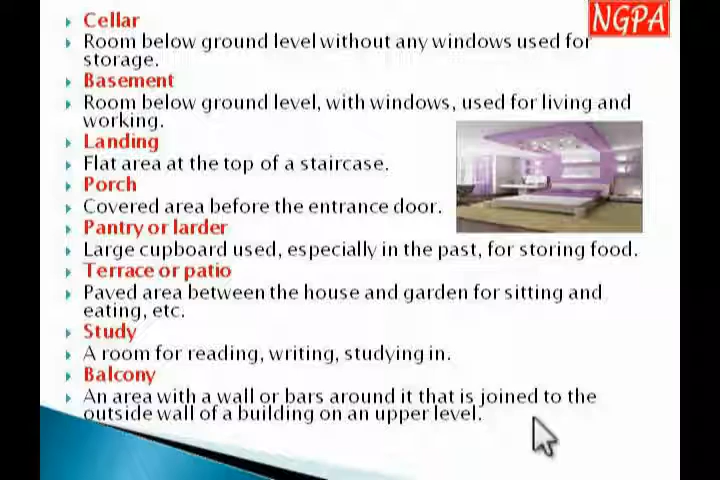 NGPA
Cellar
Room below ground level without any windows used for
storage.
Basement
Room below ground level, with windows, used for living and
working.
Landing
Flat area at the top of a staircase.
Porch
Covered area before the entrance door.
Pantry or larder
Large cupboard used, especially in the past, for storing food.
Terrace or patio
Paved area between the house and garden for sitting and
eating, etc.
Study
A room for reading, writing, studying in.
Balcony
An area with a wall or bars around it that is joined to the
outside wall of a building on an upper level.